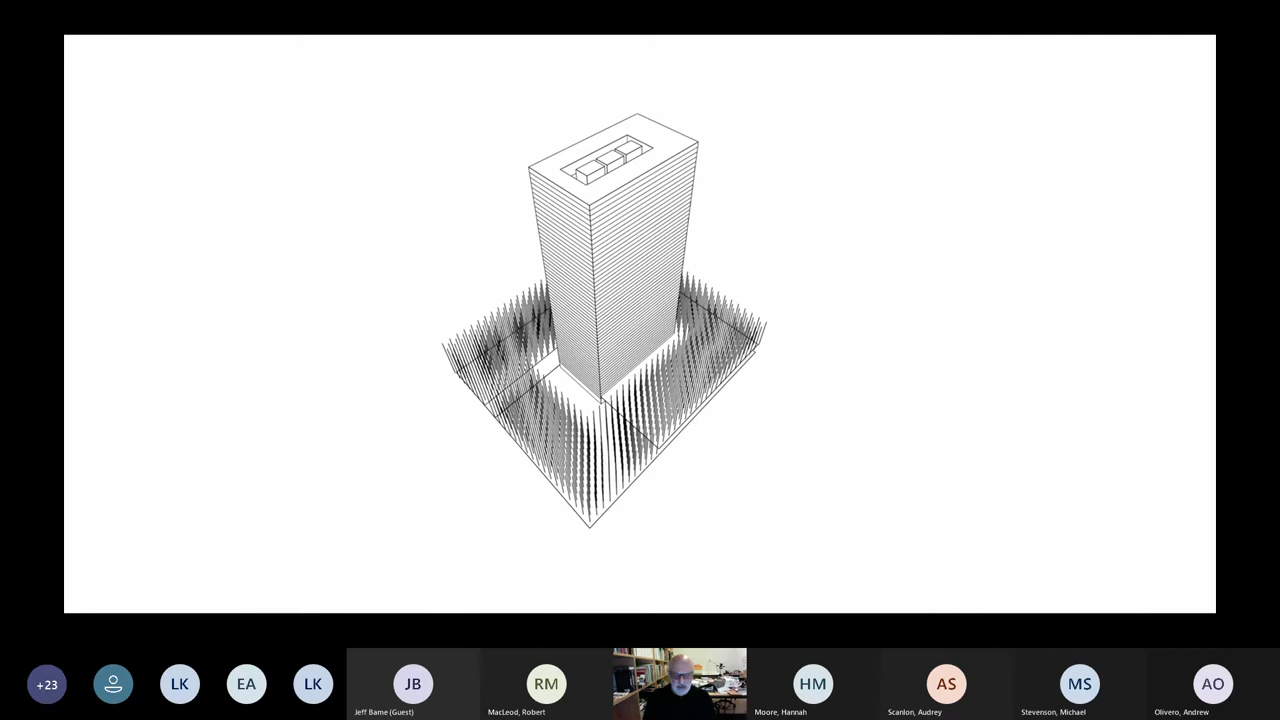 +23
LK
EA
LK
JB
RM
HM
AS
MS
AO
Jeff Bame (Guest)
MacLeod, Robert
Moore, Hannah
Scanlon, Audrey
Stevenson, Michael
Olivero, Andrew